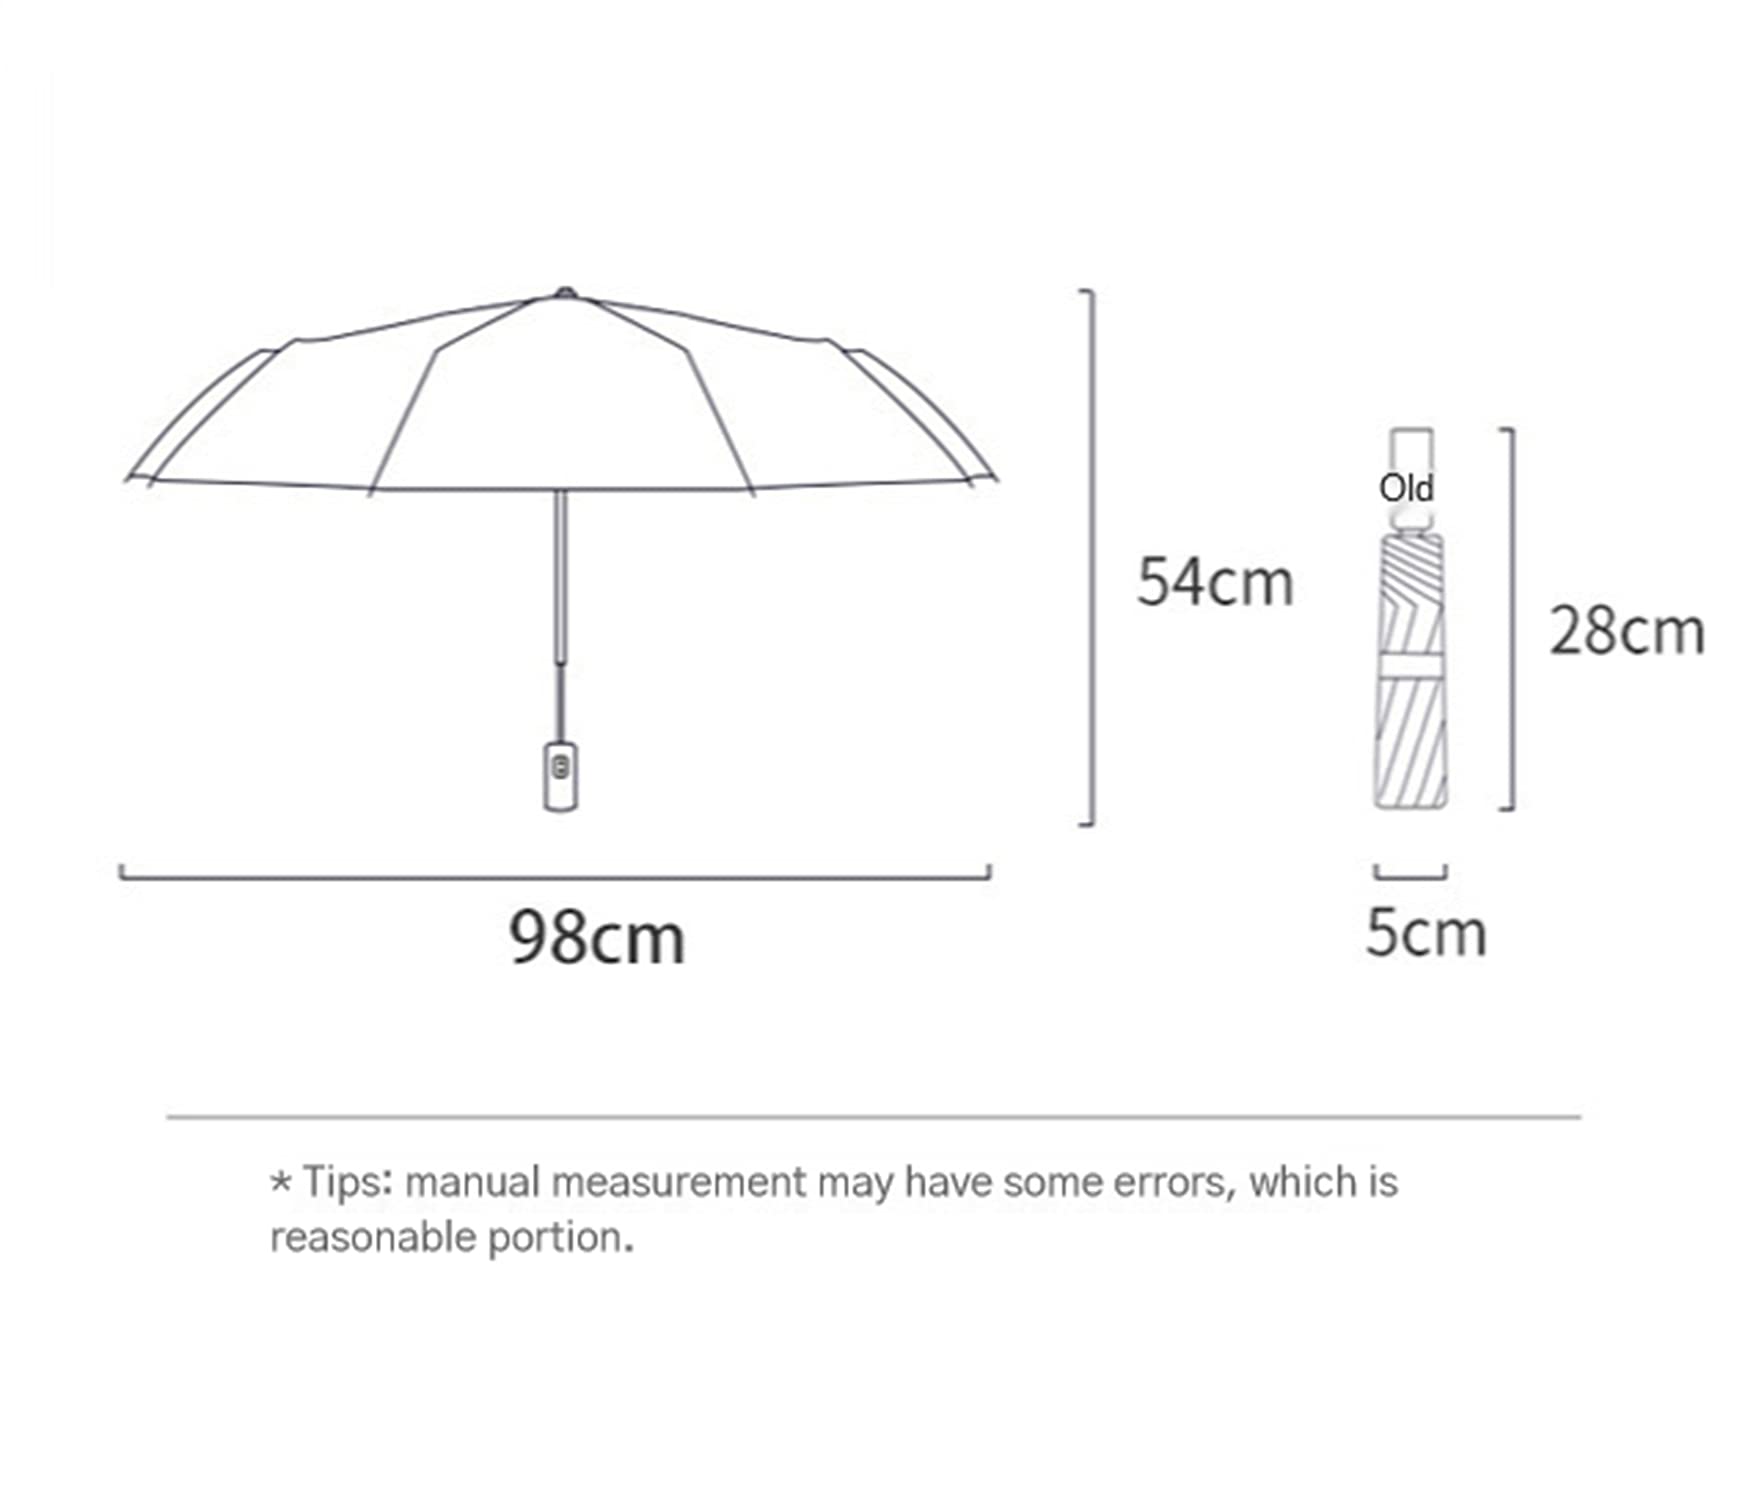 Old
54cm
28cm
98cm
5cm
* Tips: manual measurement may have some errors, which is
reasonable portion.